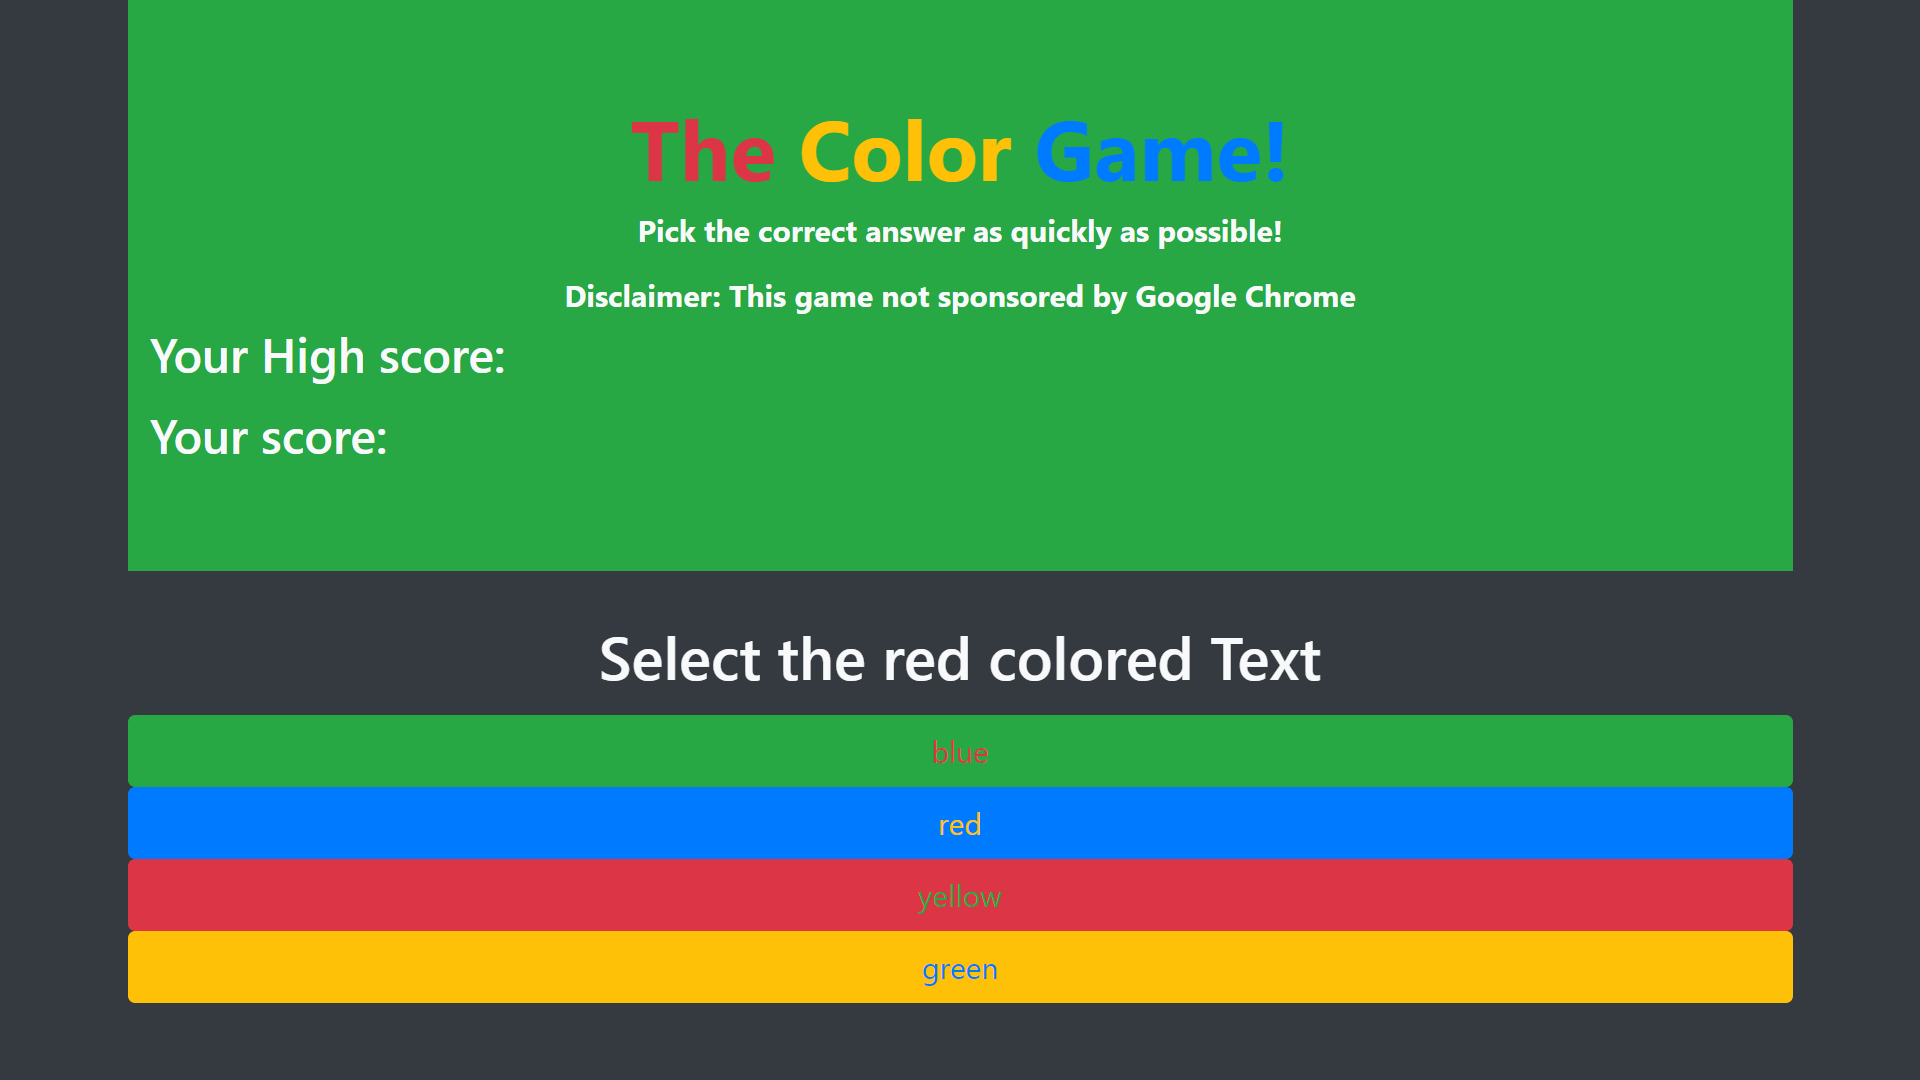 The Color Game!
Pick the correct answer as quickly as possible!
Disclaimer: This game not sponsored by Google Chrome
Your High score:
Your score:
Select the red colored Text
blue
red
yellow
green